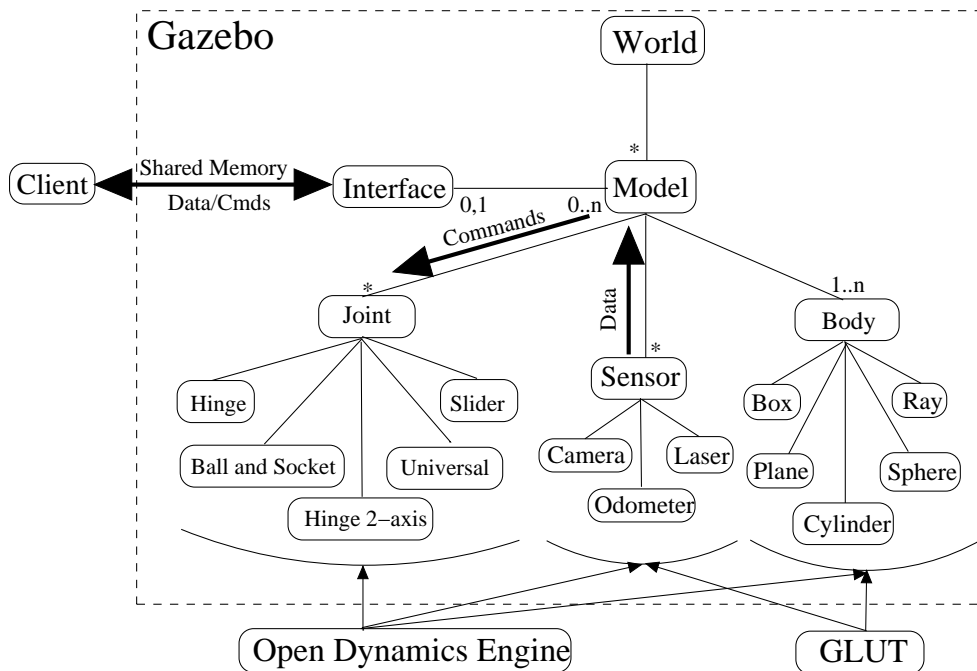 Gazebo
World
*
Client
Shared Memory
Data/Cmds
Interface
0,1
0..n
Model
Commands
Data
*
Joint
*
Sensor
1..n
Body
Hinge
Slider
Ball and Socket
Universal
Hinge 2−axis
Camera
Laser
Odometer
Box
Ray
Plane
Sphere
Cylinder
Open Dynamics Engine
GLUT